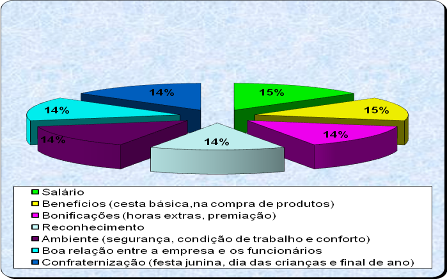 14%
15%
14%
15%
14%
14%
14%
Salário
Benefícios (cesta básica,na compra de produtos)
Bonificações (horas extras, premiação)
Reconhecimento
Ambiente (segurança, condição de trabalho e conforto)
Boa relação entre a empresa e os funcionários
Confraternização (festa junina, dia das crianças e final de ano)